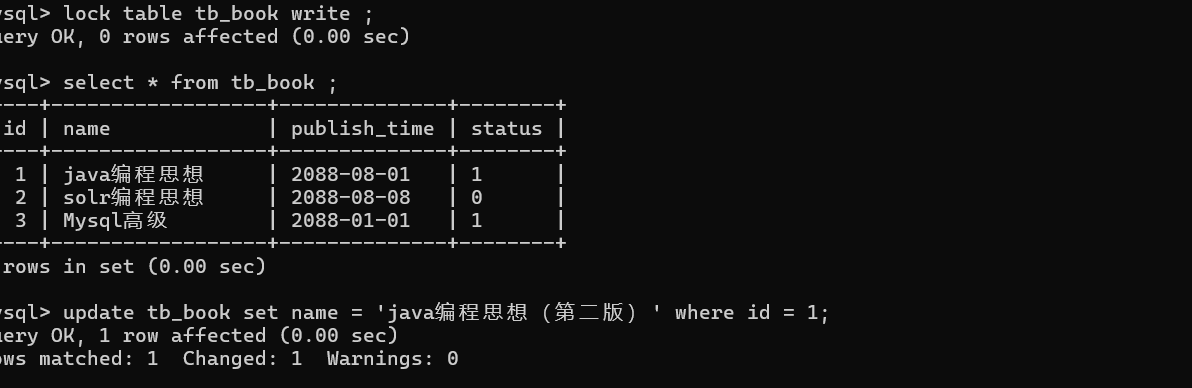 ysql> lock table tb_book write ;
uery OK, 0 rows affected (0.00 sec)
ysql> select * from tb_book ;
----+------------------+--------------+--------+
id | name             | publish_time | status |
----+------------------+--------------+--------+
1 | java编程思想     | 2088-08-01   | 1      |
2 | solr编程思想     | 2088-08-08   | 0      |
3 | Mysql高级        | 2088-01-01   | 1      |
----+------------------+--------------+--------+
rows in set (0.00 sec)
ysql> update tb_book set name = 'java编程思想（第二版）' where id = 1;
uery OK, 1 row affected (0.00 sec)
ows matched: 1  Changed: 1  Warnings: 0